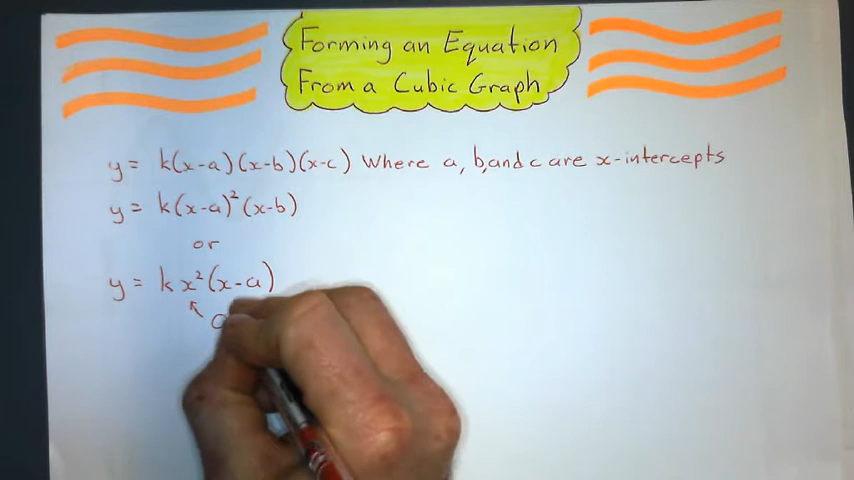 Forming an Equation
From a Cubic Graph
y = k(x-a)(x-b)(x-c) Where a, b, and c are x-intercepts
y = k(x-a)²(x-b)
or
y = kx²(x-a)